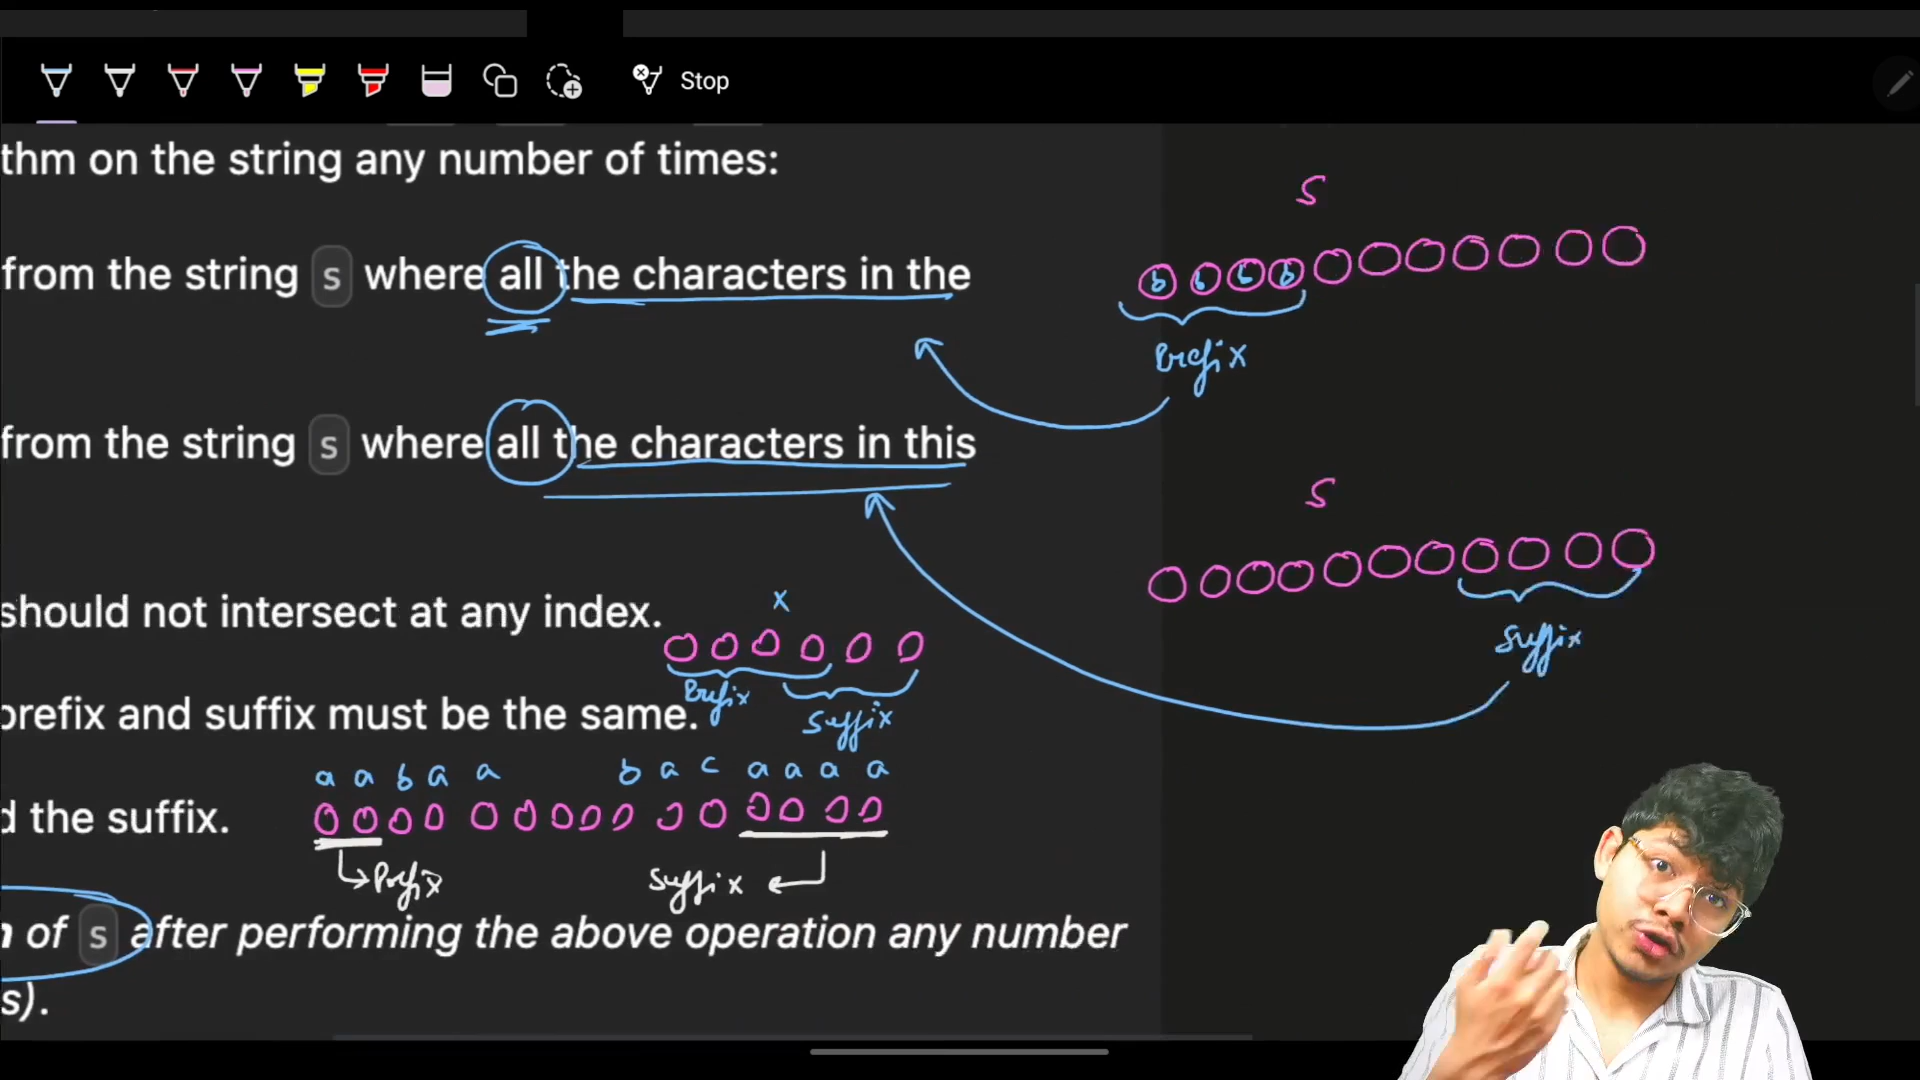 Stop
thm on the string any number of times:
S
from the string s where all the characters in the
b b b b
Prefix
from the string s where all the characters in this
S
should not intersect at any index.
x
Suffix
Prefix
prefix and suffix must be the same.
Suffix
a a b a a b a c a a a a
d the suffix.
Prefix
Suffix
n of s after performing the above operation any number
s).